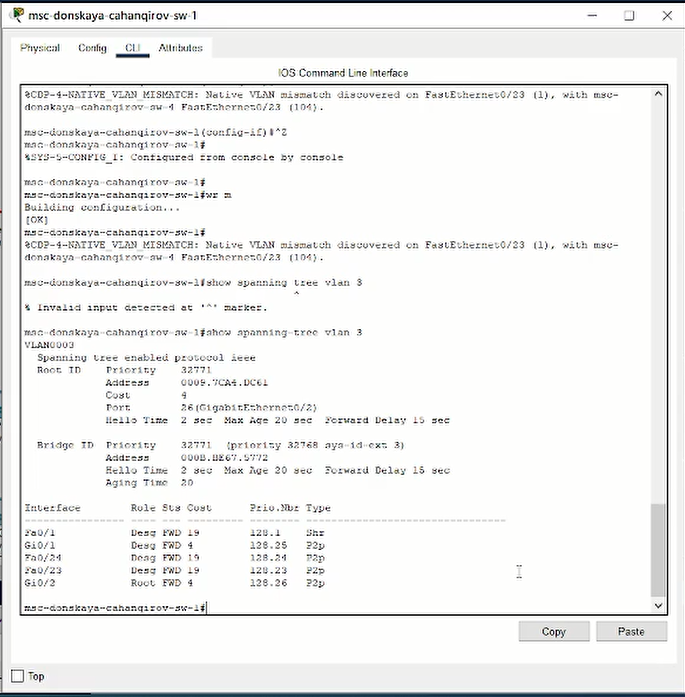 msc-donskaya-cahanqirov-sw-1
Physical Config CLI Attributes
IOS Command Line Interface
%CDP-4-NATIVE_VLAN_MISMATCH: Native VLAN mismatch discovered on FastEthernet0/23 (1), with msc-
donskaya-cahanqirov-sw-4 FastEthernet0/23 (104).
msc-donskaya-cahanqirov-sw-1(config-if)#^Z
msc-donskaya-cahanqirov-sw-1#
%SYS-5-CONFIG_I: Configured from console by console
msc-donskaya-cahanqirov-sw-1#
msc-donskaya-cahanqirov-sw-1#wr m
Building configuration...
[OK]
msc-donskaya-cahanqirov-sw-1#
%CDP-4-NATIVE_VLAN_MISMATCH: Native VLAN mismatch discovered on FastEthernet0/23 (1), with msc-
donskaya-cahanqirov-sw-4 FastEthernet0/23 (104).
msc-donskaya-cahanqirov-sw-1#show spanning tree vlan 3
^
% Invalid input detected at '^' marker.
msc-donskaya-cahanqirov-sw-1#show spanning-tree vlan 3
VLAN0003
Spanning tree enabled protocol ieee
Root ID Priority 32771
Address 0009.7CA4.DC61
Cost 4
Port 26(GigabitEthernet0/2)
Hello Time 2 sec Max Age 20 sec Forward Delay 15 sec
Bridge ID Priority 32771 (priority 32768 sys-id-ext 3)
Address 000B.BE67.5772
Hello Time 2 sec Max Age 20 sec Forward Delay 15 sec
Aging Time 20
Interface Role Sts Cost Prio.Nbr Type
---------------- ---- --- --------- -------- --------------------------------
Fa0/1 Desg FWD 19 128.1 Shr
Gi0/1 Desg FWD 4 128.25 P2p
Fa0/24 Desg FWD 19 128.24 P2p
Fa0/23 Desg FWD 19 128.23 P2p
Gi0/2 Root FWD 4 128.26 P2p
msc-donskaya-cahanqirov-sw-1#
Copy Paste
Top